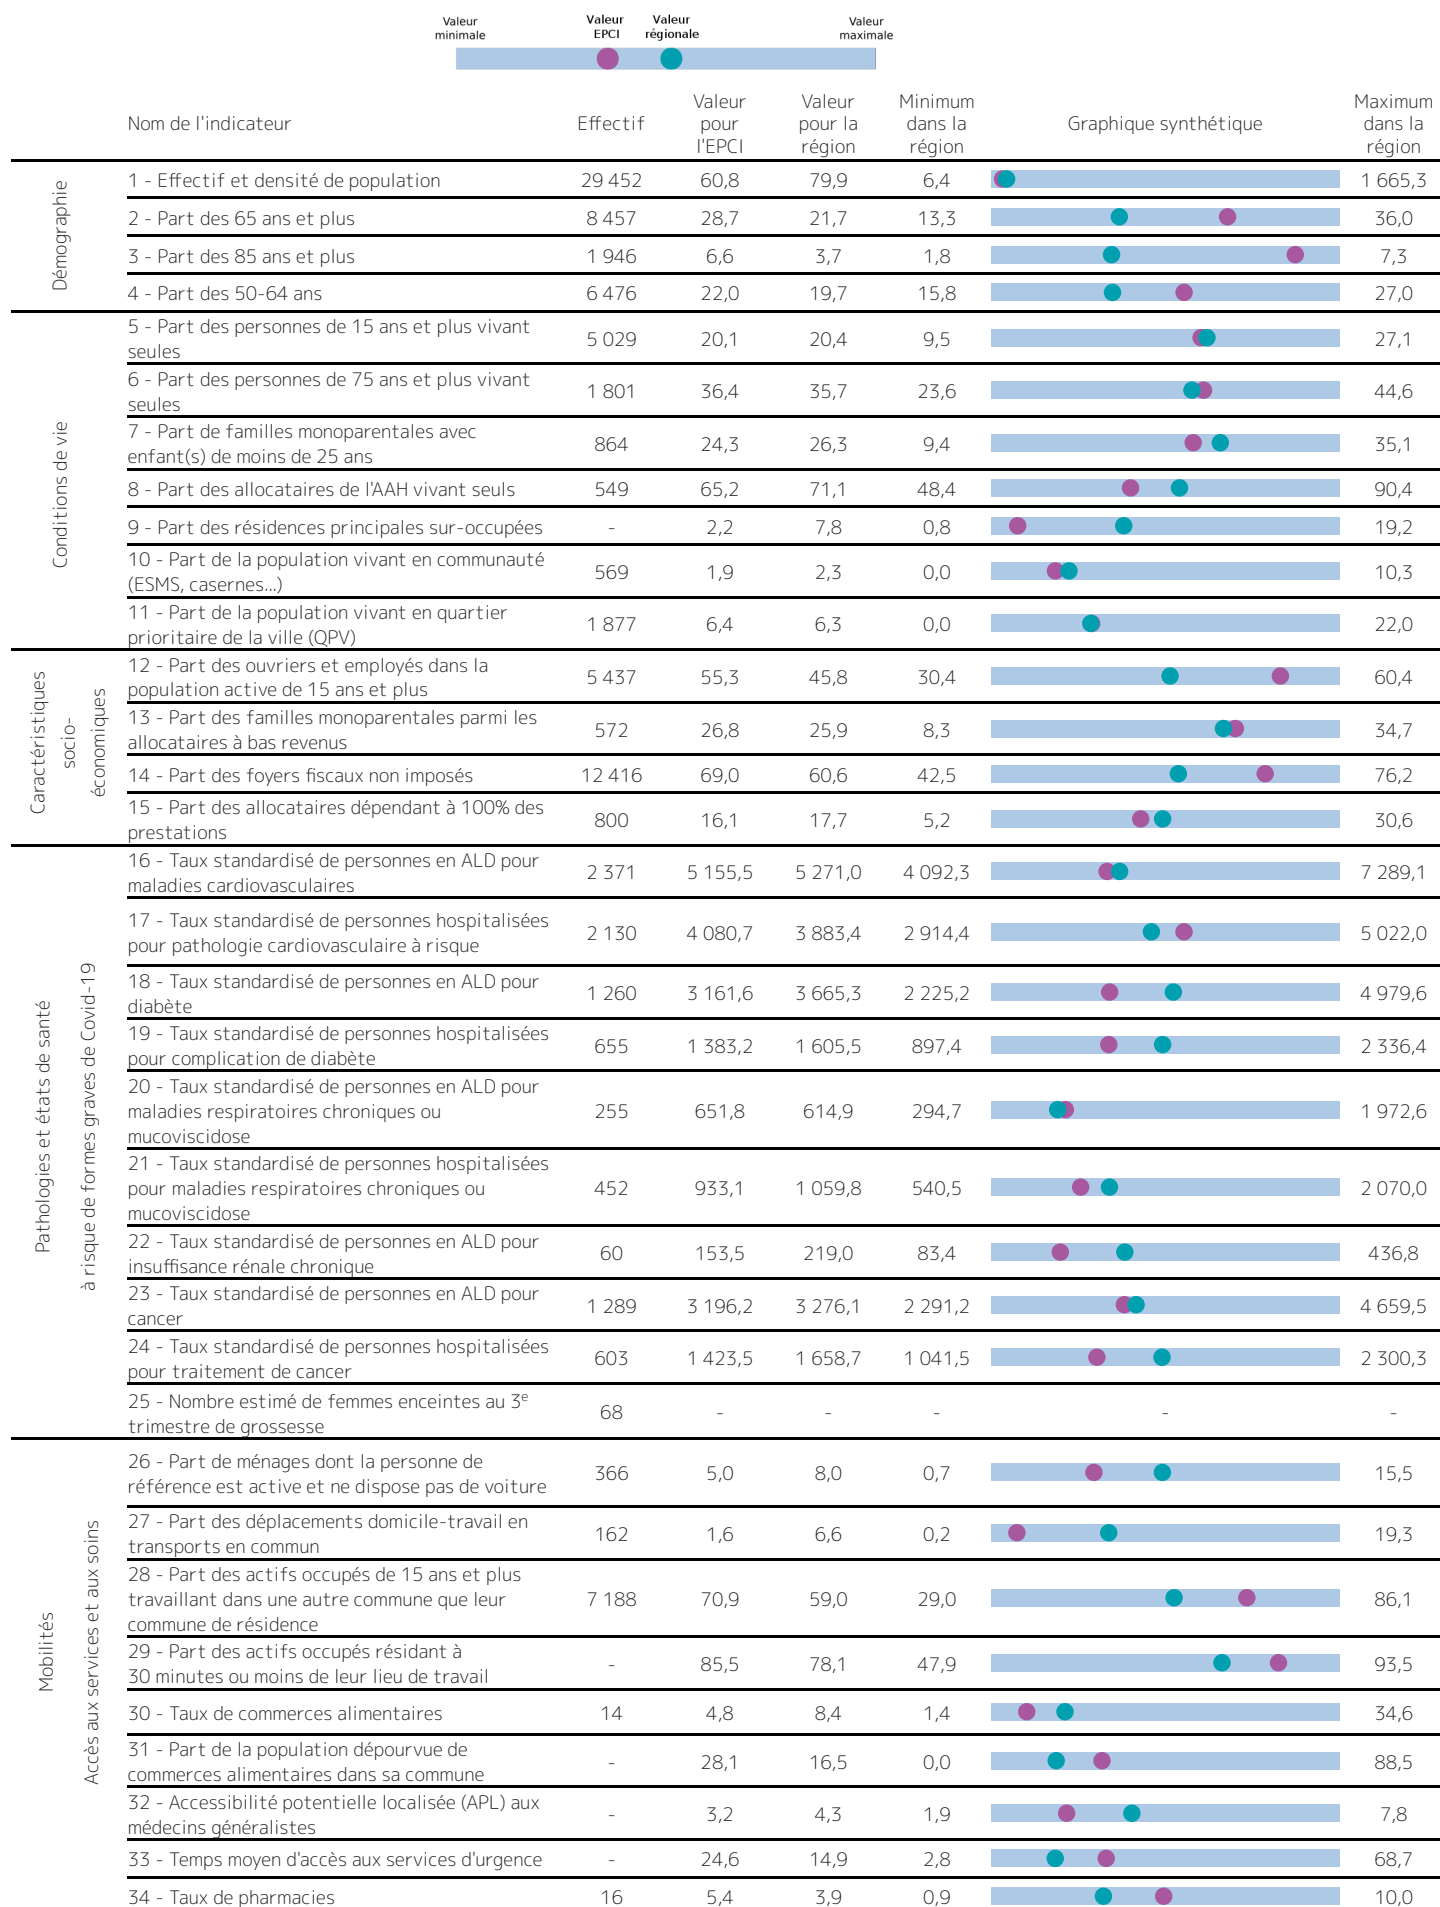 Valeur
minimale
Valeur
EPCI
Valeur
régionale
Valeur
maximale
Nom de l'indicateur
Effectif
Valeur
pour
l'EPCI
Valeur
pour la
région
Minimum
dans la
région
Graphique synthétique
Maximum
dans la
région
Démographie
1 - Effectif et densité de population 29 452 60,8 79,9 6,4 1 665,3
2 - Part des 65 ans et plus 8 457 28,7 21,7 13,3 36,0
3 - Part des 85 ans et plus 1 946 6,6 3,7 1,8 7,3
4 - Part des 50-64 ans 6 476 22,0 19,7 15,8 27,0
Conditions de vie
5 - Part des personnes de 15 ans et plus vivant
seules 5 029 20,1 20,4 9,5 27,1
6 - Part des personnes de 75 ans et plus vivant
seules 1 801 36,4 35,7 23,6 44,6
7 - Part de familles monoparentales avec
enfant(s) de moins de 25 ans 864 24,3 26,3 9,4 35,1
8 - Part des allocataires de l'AAH vivant seuls 549 65,2 71,1 48,4 90,4
9 - Part des résidences principales sur-occupées - 2,2 7,8 0,8 19,2
10 - Part de la population vivant en communauté
(ESMS, casernes...) 569 1,9 2,3 0,0 10,3
11 - Part de la population vivant en quartier
prioritaire de la ville (QPV) 1 877 6,4 6,3 0,0 22,0
Caractéristiques
socio-
économiques
12 - Part des ouvriers et employés dans la
population active de 15 ans et plus 5 437 55,3 45,8 30,4 60,4
13 - Part des familles monoparentales parmi les
allocataires à bas revenus 572 26,8 25,9 8,3 34,7
14 - Part des foyers fiscaux non imposés 12 416 69,0 60,6 42,5 76,2
15 - Part des allocataires dépendant à 100% des
prestations 800 16,1 17,7 5,2 30,6
Pathologies et états de santé
à risque de formes graves de Covid-19
16 - Taux standardisé de personnes en ALD pour
maladies cardiovasculaires 2 371 5 155,5 5 271,0 4 092,3 7 289,1
17 - Taux standardisé de personnes hospitalisées
pour pathologie cardiovasculaire à risque 2 130 4 080,7 3 883,4 2 914,4 5 022,0
18 - Taux standardisé de personnes en ALD pour
diabète 1 260 3 161,6 3 665,3 2 225,2 4 979,6
19 - Taux standardisé de personnes hospitalisées
pour complication de diabète 655 1 383,2 1 605,5 897,4 2 336,4
20 - Taux standardisé de personnes en ALD pour
maladies respiratoires chroniques ou
mucoviscidose 255 651,8 614,9 294,7 1 972,6
21 - Taux standardisé de personnes hospitalisées
pour maladies respiratoires chroniques ou
mucoviscidose 452 933,1 1 059,8 540,5 2 070,0
22 - Taux standardisé de personnes en ALD pour
insuffisance rénale chronique 60 153,5 219,0 83,4 436,8
23 - Taux standardisé de personnes en ALD pour
cancer 1 289 3 196,2 3 276,1 2 291,2 4 659,5
24 - Taux standardisé de personnes hospitalisées
pour traitement de cancer 603 1 423,5 1 658,7 1 041,5 2 300,3
25 - Nombre estimé de femmes enceintes au 3e
trimestre de grossesse 68 - - - - -
Mobilités
Accès aux services et aux soins
26 - Part de ménages dont la personne de
référence est active et ne dispose pas de voiture 366 5,0 8,0 0,7 15,5
27 - Part des déplacements domicile-travail en
transports en commun 162 1,6 6,6 0,2 19,3
28 - Part des actifs occupés de 15 ans et plus
travaillant dans une autre commune que leur
commune de résidence 7 188 70,9 59,0 29,0 86,1
29 - Part des actifs occupés résidant à
30 minutes ou moins de leur lieu de travail - 85,5 78,1 47,9 93,5
30 - Taux de commerces alimentaires 14 4,8 8,4 1,4 34,6
31 - Part de la population dépourvue de
commerces alimentaires dans sa commune - 28,1 16,5 0,0 88,5
32 - Accessibilité potentielle localisée (APL) aux
médecins généralistes - 3,2 4,3 1,9 7,8
33 - Temps moyen d'accès aux services d'urgence - 24,6 14,9 2,8 68,7
34 - Taux de pharmacies 16 5,4 3,9 0,9 10,0